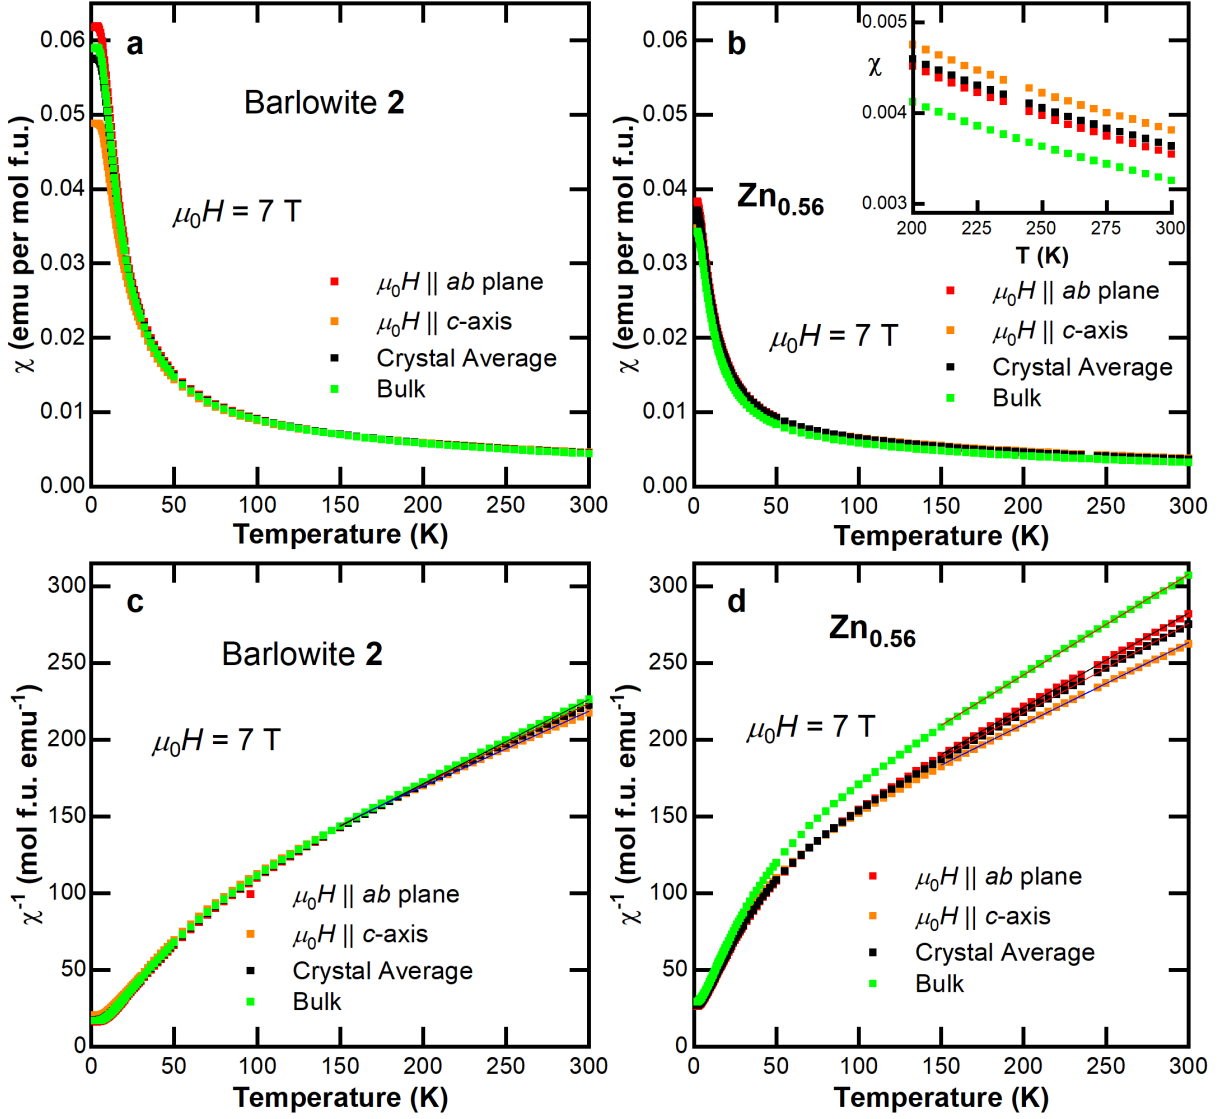 a
Barlowite 2
μ₀H = 7 T
μ₀H || ab plane
μ₀H || c-axis
Crystal Average
Bulk
χ (emu per mol f.u.)
0.06
0.05
0.04
0.03
0.02
0.01
0.00
0 50 100 150 200 250 300
Temperature (K)
b
Zn₀.₅₆
μ₀H = 7 T
μ₀H || ab plane
μ₀H || c-axis
Crystal Average
Bulk
χ
0.005
0.004
0.003
200 225 250 275 300
T (K)
χ (emu per mol f.u.)
0.06
0.05
0.04
0.03
0.02
0.01
0.00
0 50 100 150 200 250 300
Temperature (K)
c
Barlowite 2
μ₀H = 7 T
μ₀H || ab plane
μ₀H || c-axis
Crystal Average
Bulk
χ⁻¹ (mol f.u. emu⁻¹)
300
250
200
150
100
50
0
0 50 100 150 200 250 300
Temperature (K)
d
Zn₀.₅₆
μ₀H = 7 T
μ₀H || ab plane
μ₀H || c-axis
Crystal Average
Bulk
χ⁻¹ (mol f.u. emu⁻¹)
300
250
200
150
100
50
0
0 50 100 150 200 250 300
Temperature (K)